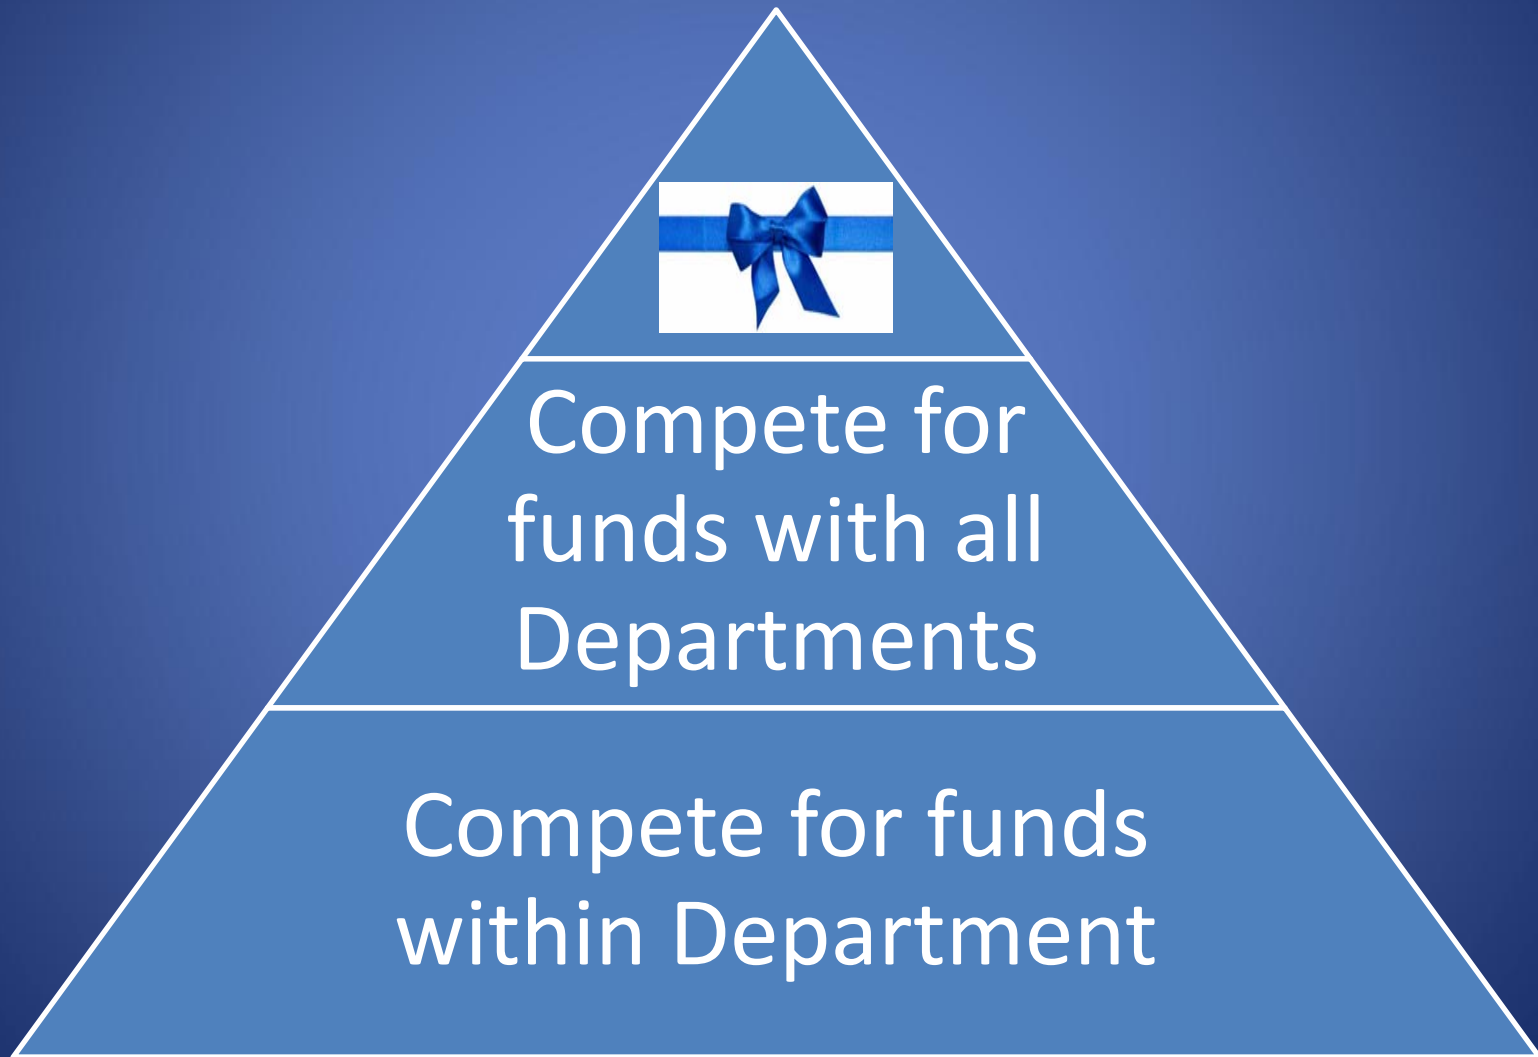 Compete for
funds with all
Departments
Compete for funds
within Department